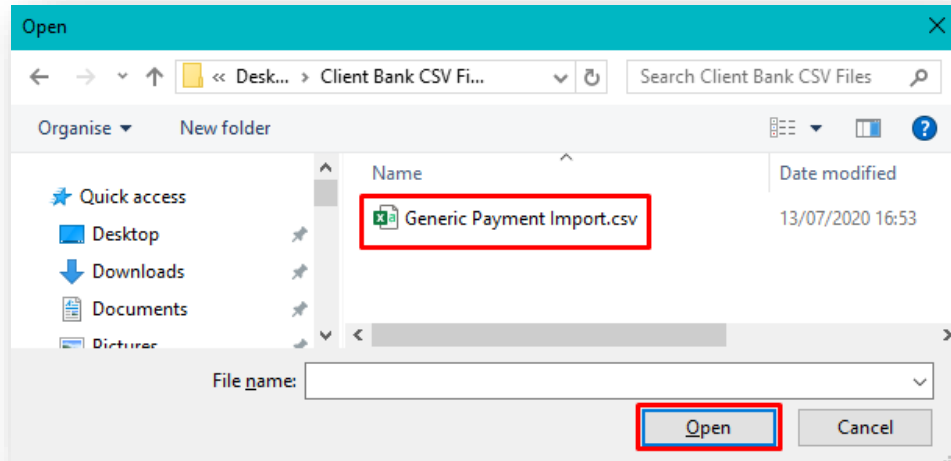 Open
« Desk... > Client Bank CSV Fi...
Search Client Bank CSV Files
Organise
New folder
Name
Date modified
Quick access
Generic Payment Import.csv
13/07/2020 16:53
Desktop
Downloads
Documents
Pictures
File name:
Open
Cancel